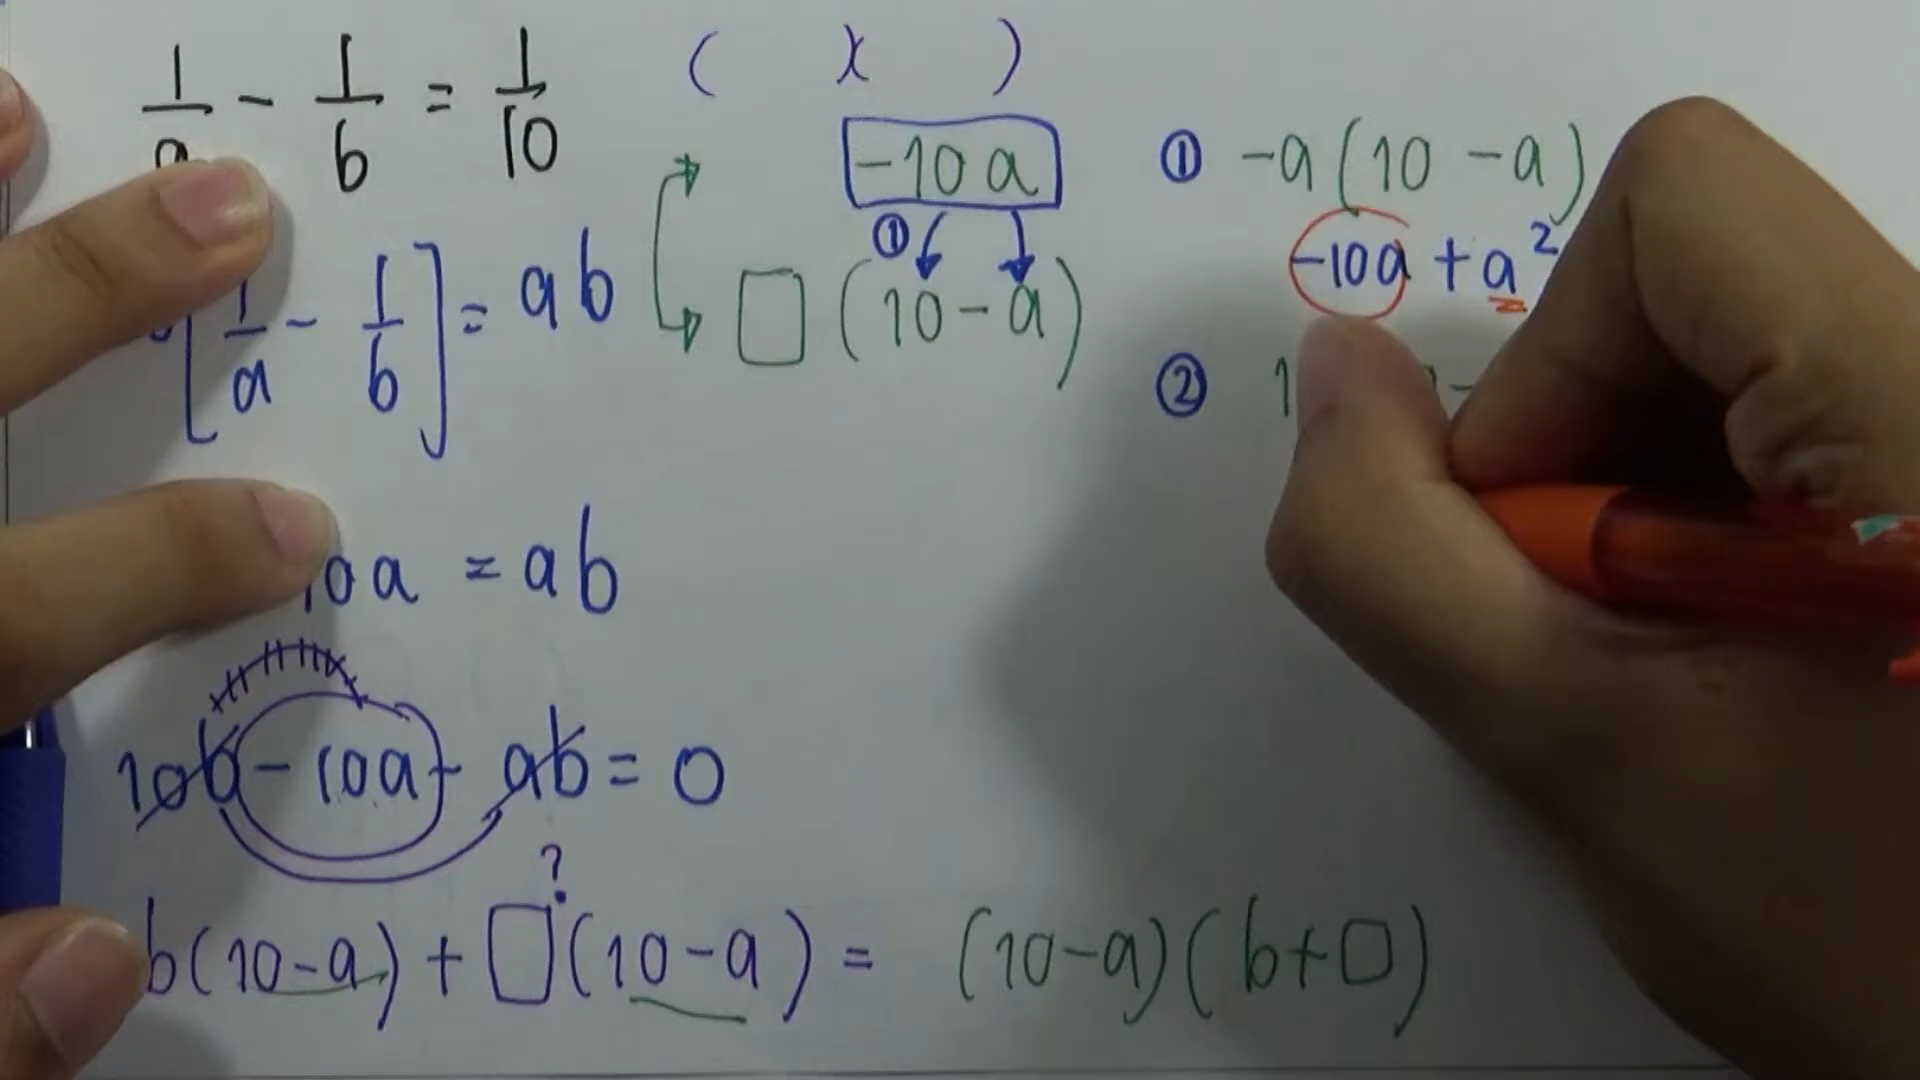 1/a - 1/b = 1/10
( x )
-10a
①
□(10-a)
① -a(10-a)
-10a + a²
②
[1/a - 1/b] = ab
10a = ab
10b - 10a - ab = 0
?
b(10-a) + □(10-a) = (10-a)(b+□)